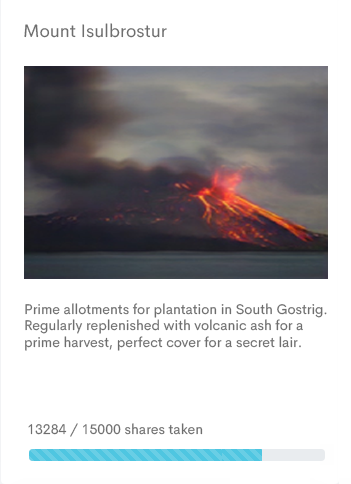 Mount Isulbrostur
Prime allotments for plantation in South Gostrig.
Regularly replenished with volcanic ash for a
prime harvest, perfect cover for a secret lair.
13284 / 15000 shares taken